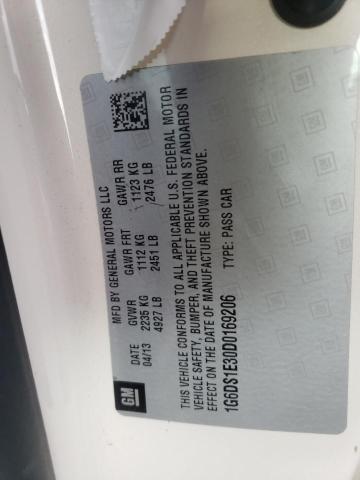 GM
MFD BY GENERAL MOTORS LLC
DATE GVWR GAWR FRT GAWR RR
04/13 2235 KG 1112 KG 1123 KG
4927 LB 2451 LB 2476 LB
THIS VEHICLE CONFORMS TO ALL APPLICABLE U.S. FEDERAL MOTOR
VEHICLE SAFETY, BUMPER, AND THEFT PREVENTION STANDARDS IN
EFFECT ON THE DATE OF MANUFACTURE SHOWN ABOVE.
1G6DS1E30D0169206 TYPE: PASS CAR